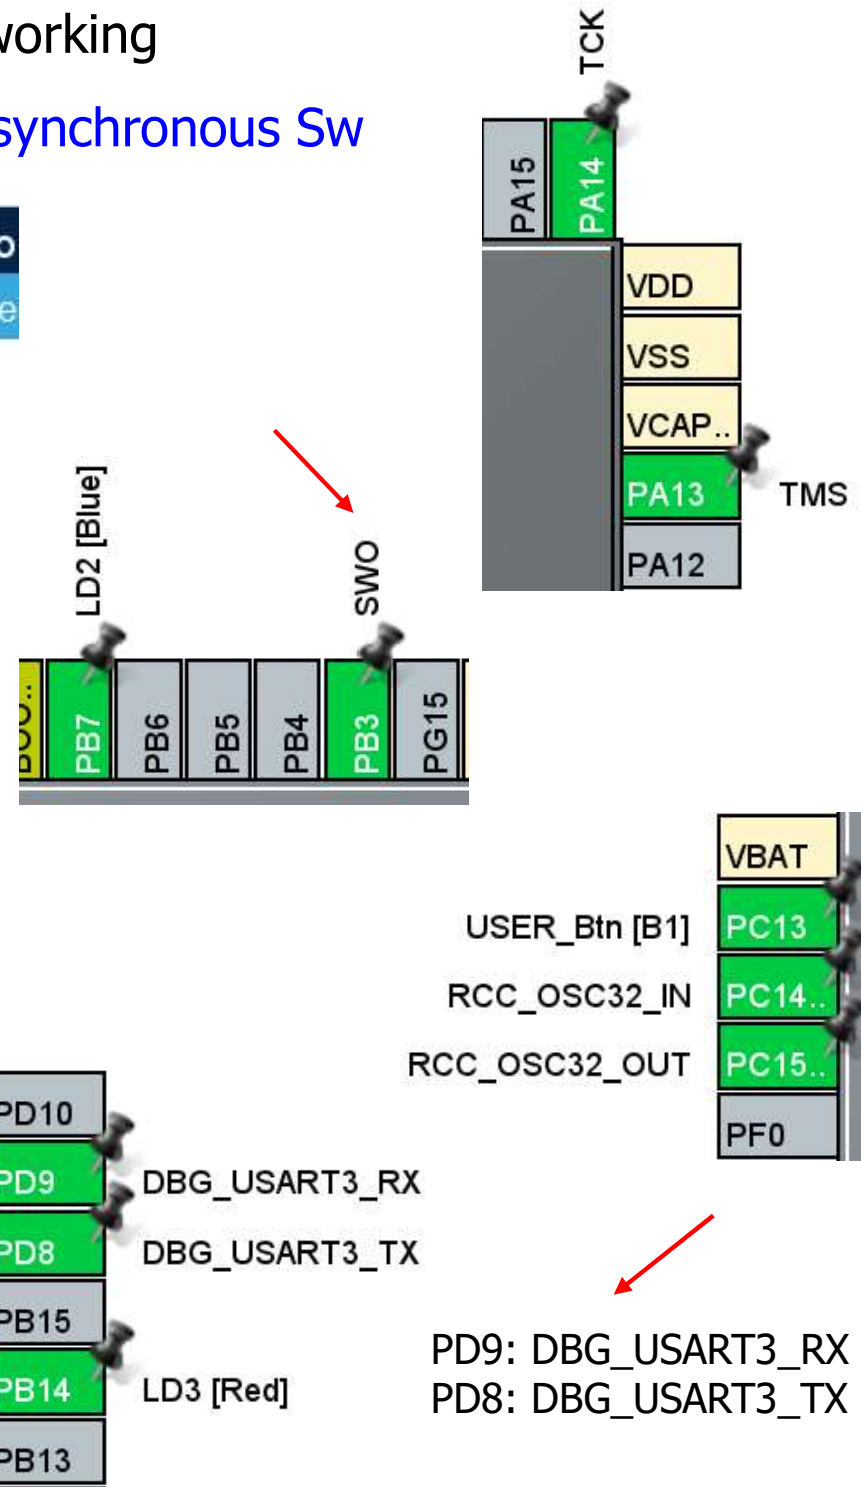 working
synchronous Sw
TCK
PA15
PA14
VDD
VSS
VCAP..
PA13
TMS
PA12
LD2 [Blue]
SWO
PB7
PB6
PB5
PB4
PB3
PG15
VBAT
USER_Btn [B1]
PC13
RCC_OSC32_IN
PC14..
RCC_OSC32_OUT
PC15..
PF0
PD10
PD9
DBG_USART3_RX
PD8
DBG_USART3_TX
PB15
PB14
LD3 [Red]
PB13
PD9: DBG_USART3_RX
PD8: DBG_USART3_TX